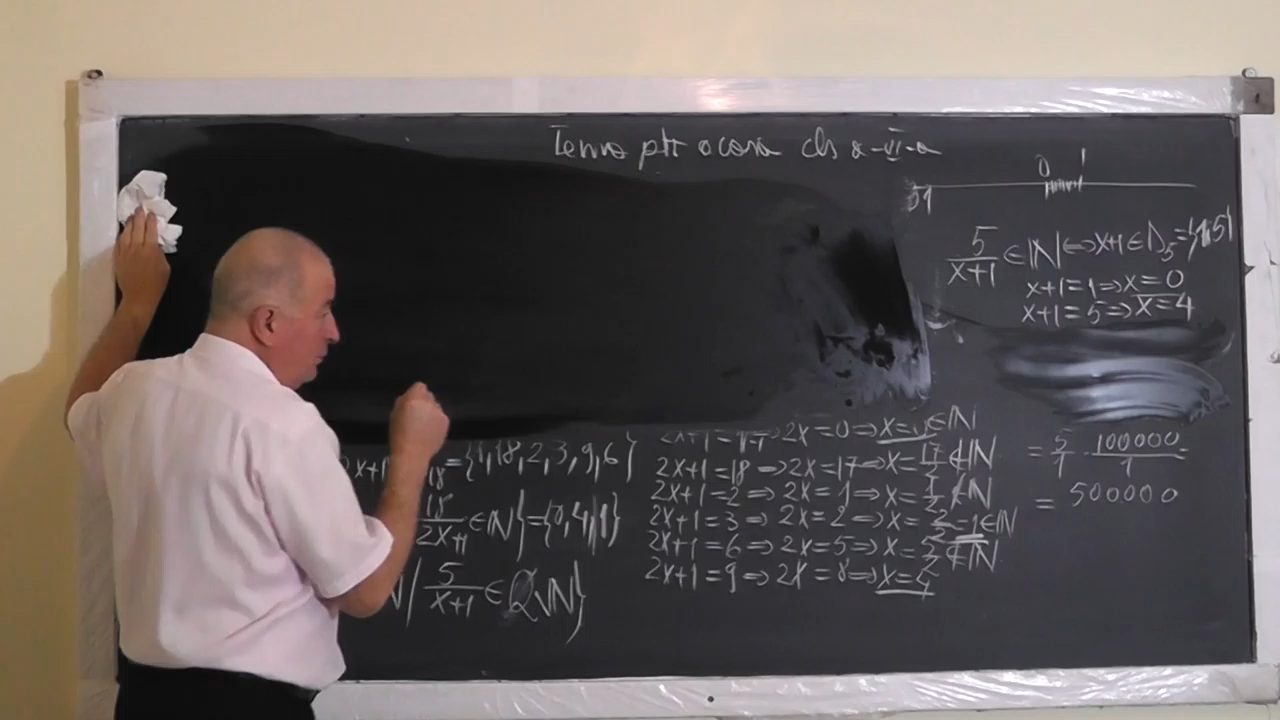 Tema ptr acasa cls a-VI-a
0 1
5/(x+1) ∈ ℕ ⇔ x+1 ∈ D₅ = {1,5}
x+1 = 1 ⇒ x = 0
x+1 = 5 ⇒ x = 4
18 = {1,18,2,3,9,6}
2x+1 ∈ ℕ} = {0,4,1}
ℕ | 5/(x+1) ∈ Q\ℕ}
⇒ 2x = 0 ⇒ x = 0 ∈ ℕ
2x+1 = 18 ⇒ 2x = 17 ⇒ x = 17/2 ∉ ℕ
2x+1 = 2 ⇒ 2x = 1 ⇒ x = 1/2 ∉ ℕ
2x+1 = 3 ⇒ 2x = 2 ⇒ x = 2/2 = 1 ∈ ℕ
2x+1 = 6 ⇒ 2x = 5 ⇒ x = 5/2 ∉ ℕ
2x+1 = 9 ⇒ 2x = 8 ⇒ x = 4
= 5/1 · 100000/1 =
= 500000